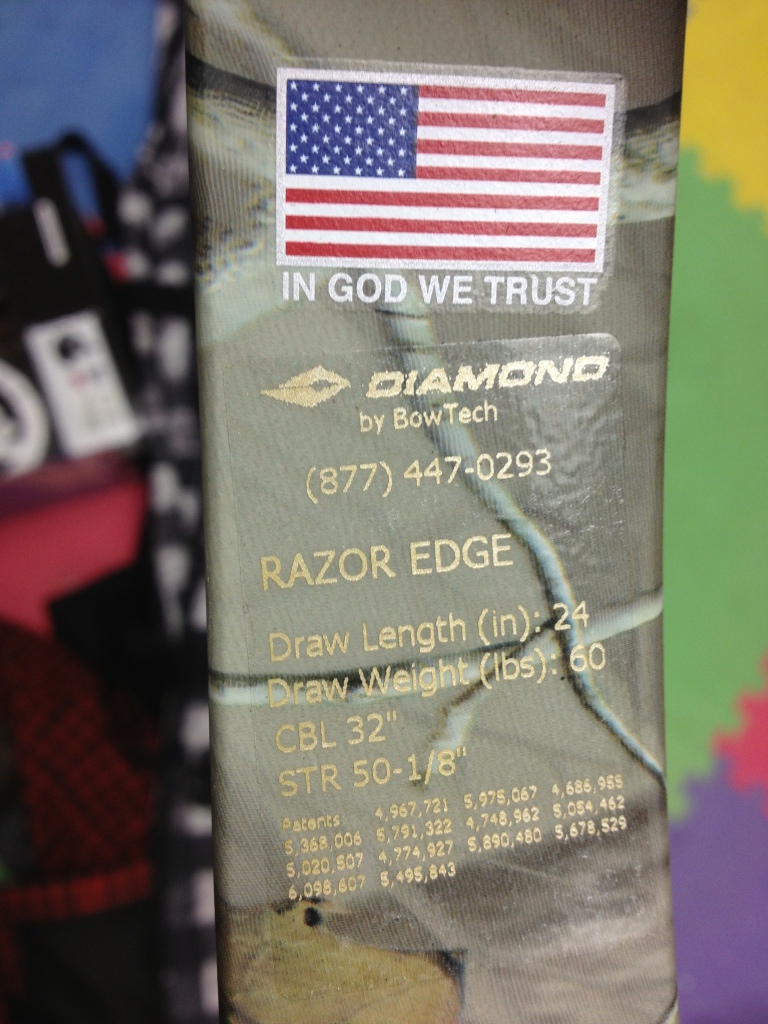 IN GOD WE TRUST
DIAMOND
by BowTech
(877) 447-0293
RAZOR EDGE
Draw Length (in): 24
Draw Weight (lbs): 60
CBL 32"
STR 50-1/8"
Patents 4,967,721 5,975,067 4,686,955
5,368,006 5,791,322 4,748,962 5,054,462
5,020,507 4,774,927 5,890,480 5,678,529
6,098,607 5,495,843